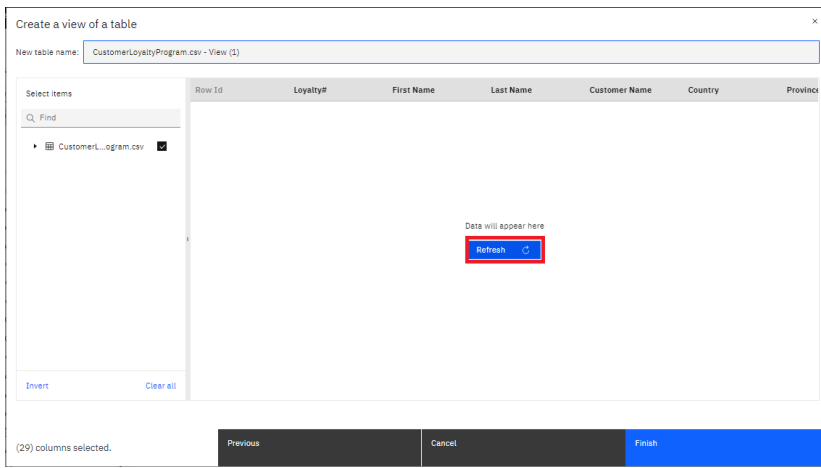 Create a view of a table
New table name: CustomerLoyaltyProgram.csv - View (1)
Select items
Find
CustomerL...ogram.csv
Row Id Loyalty# First Name Last Name Customer Name Country Province
Data will appear here
Refresh
Invert Clear all
(29) columns selected.
Previous Cancel Finish